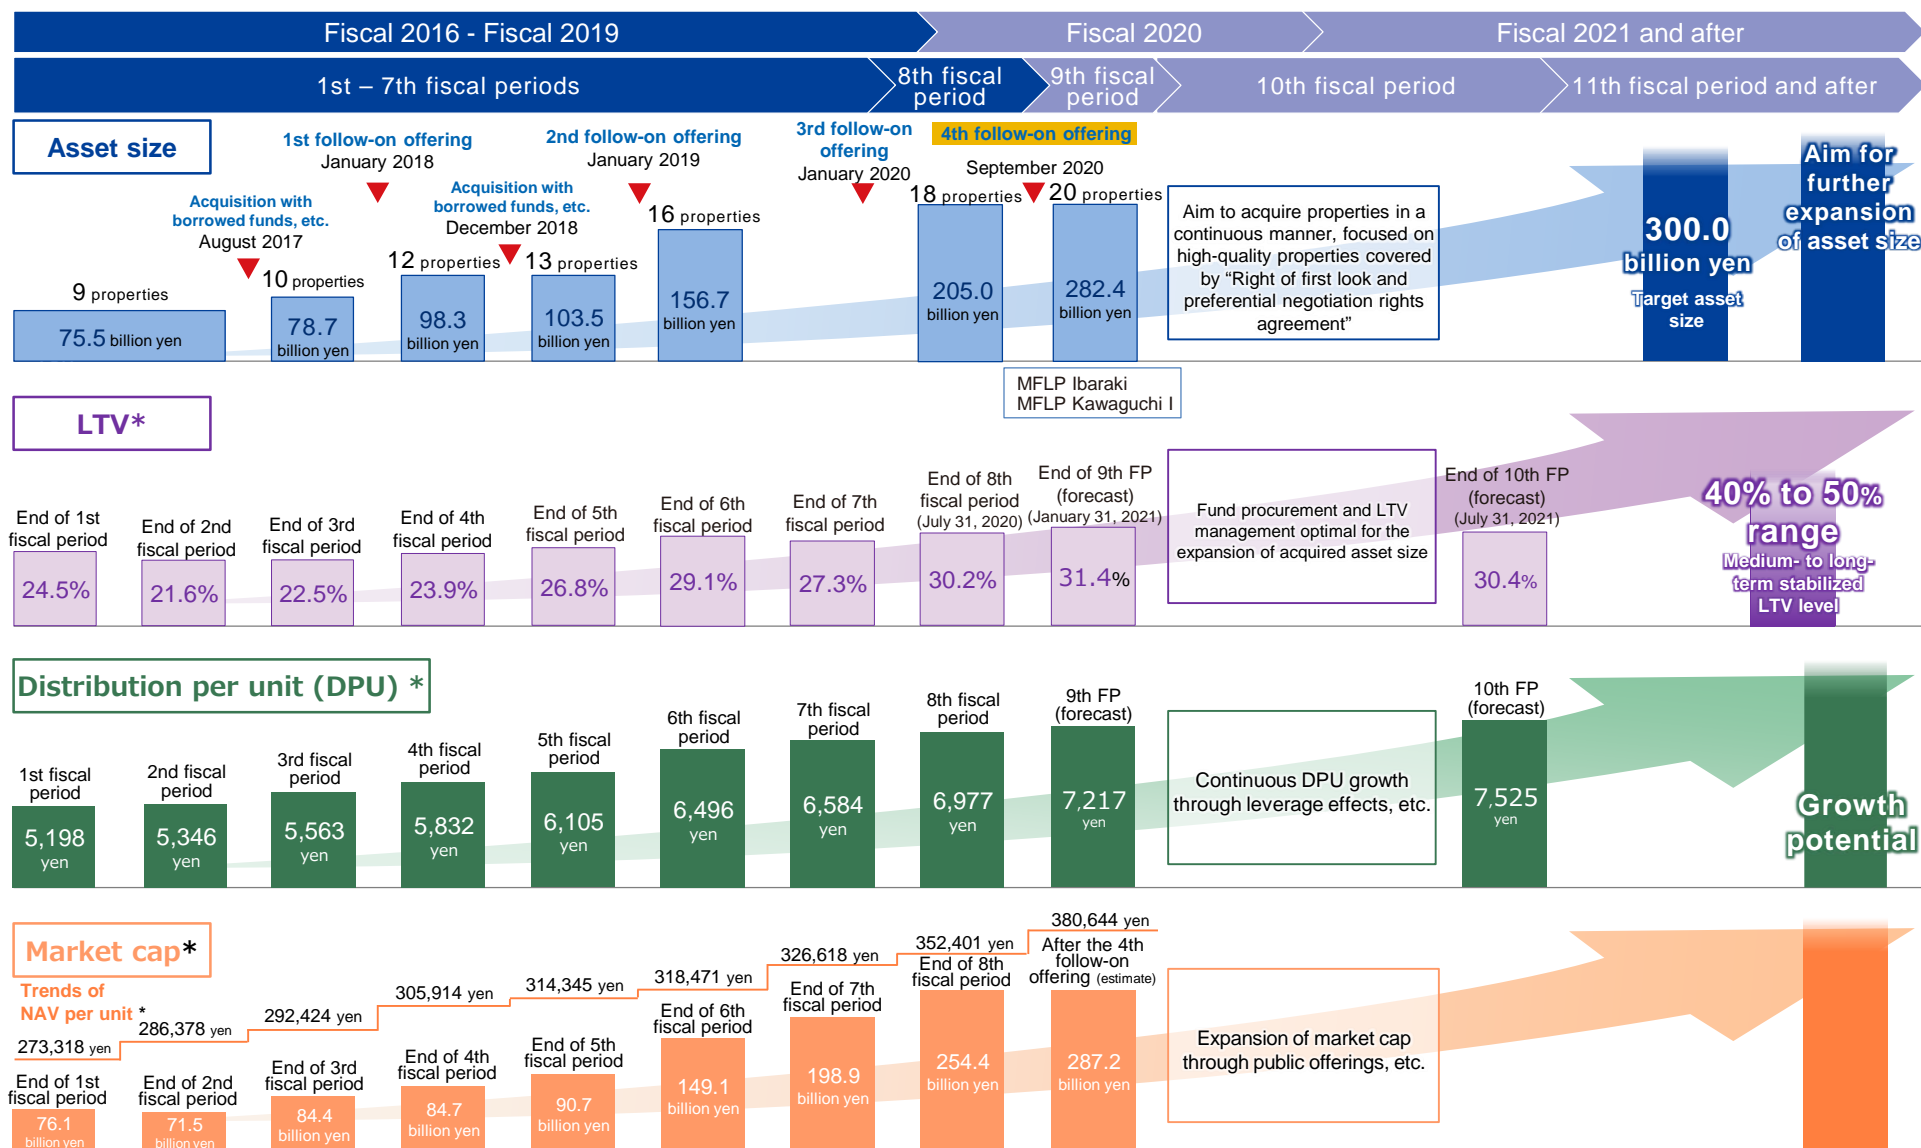 Fiscal 2016 - Fiscal 2019
Fiscal 2020
Fiscal 2021 and after
1st – 7th fiscal periods
8th fiscal
period
9th fiscal
period
10th fiscal period
11th fiscal period and after
Asset size
1st follow-on offering
January 2018
2nd follow-on offering
January 2019
3rd follow-on
offering
January 2020
4th follow-on offering
September 2020
Acquisition with
borrowed funds, etc.
August 2017
Acquisition with
borrowed funds, etc.
December 2018
9 properties
75.5 billion yen
10 properties
78.7
billion yen
12 properties
98.3
billion yen
13 properties
103.5
billion yen
16 properties
156.7
billion yen
18 properties
205.0
billion yen
20 properties
282.4
billion yen
MFLP Ibaraki
MFLP Kawaguchi I
Aim to acquire properties in a
continuous manner, focused on
high-quality properties covered
by “Right of first look and
preferential negotiation rights
agreement”
300.0
billion yen
Target asset
size
Aim for
further
expansion
of asset size
LTV*
End of 1st
fiscal period
24.5%
End of 2nd
fiscal period
21.6%
End of 3rd
fiscal period
22.5%
End of 4th
fiscal period
23.9%
End of 5th
fiscal period
26.8%
End of 6th
fiscal period
29.1%
End of 7th
fiscal period
27.3%
End of 8th
fiscal period
(July 31, 2020)
30.2%
End of 9th FP
(forecast)
(January 31, 2021)
31.4%
Fund procurement and LTV
management optimal for the
expansion of acquired asset size
End of 10th FP
(forecast)
(July 31, 2021)
30.4%
40% to 50%
range
Medium- to long-
term stabilized
LTV level
Distribution per unit (DPU) *
1st fiscal
period
5,198
yen
2nd fiscal
period
5,346
yen
3rd fiscal
period
5,563
yen
4th fiscal
period
5,832
yen
5th fiscal
period
6,105
yen
6th fiscal
period
6,496
yen
7th fiscal
period
6,584
yen
8th fiscal
period
6,977
yen
9th FP
(forecast)
7,217
yen
Continuous DPU growth
through leverage effects, etc.
10th FP
(forecast)
7,525
yen
Growth
potential
Market cap*
Trends of
NAV per unit *
273,318 yen
286,378 yen
292,424 yen
305,914 yen
314,345 yen
318,471 yen
326,618 yen
352,401 yen
380,644 yen
End of 1st
fiscal period
76.1
billion yen
End of 2nd
fiscal period
71.5
billion yen
End of 3rd
fiscal period
84.4
billion yen
End of 4th
fiscal period
84.7
billion yen
End of 5th
fiscal period
90.7
billion yen
End of 6th
fiscal period
149.1
billion yen
End of 7th
fiscal period
198.9
billion yen
End of 8th
fiscal period
254.4
billion yen
After the 4th
follow-on
offering (estimate)
287.2
billion yen
Expansion of market cap
through public offerings, etc.